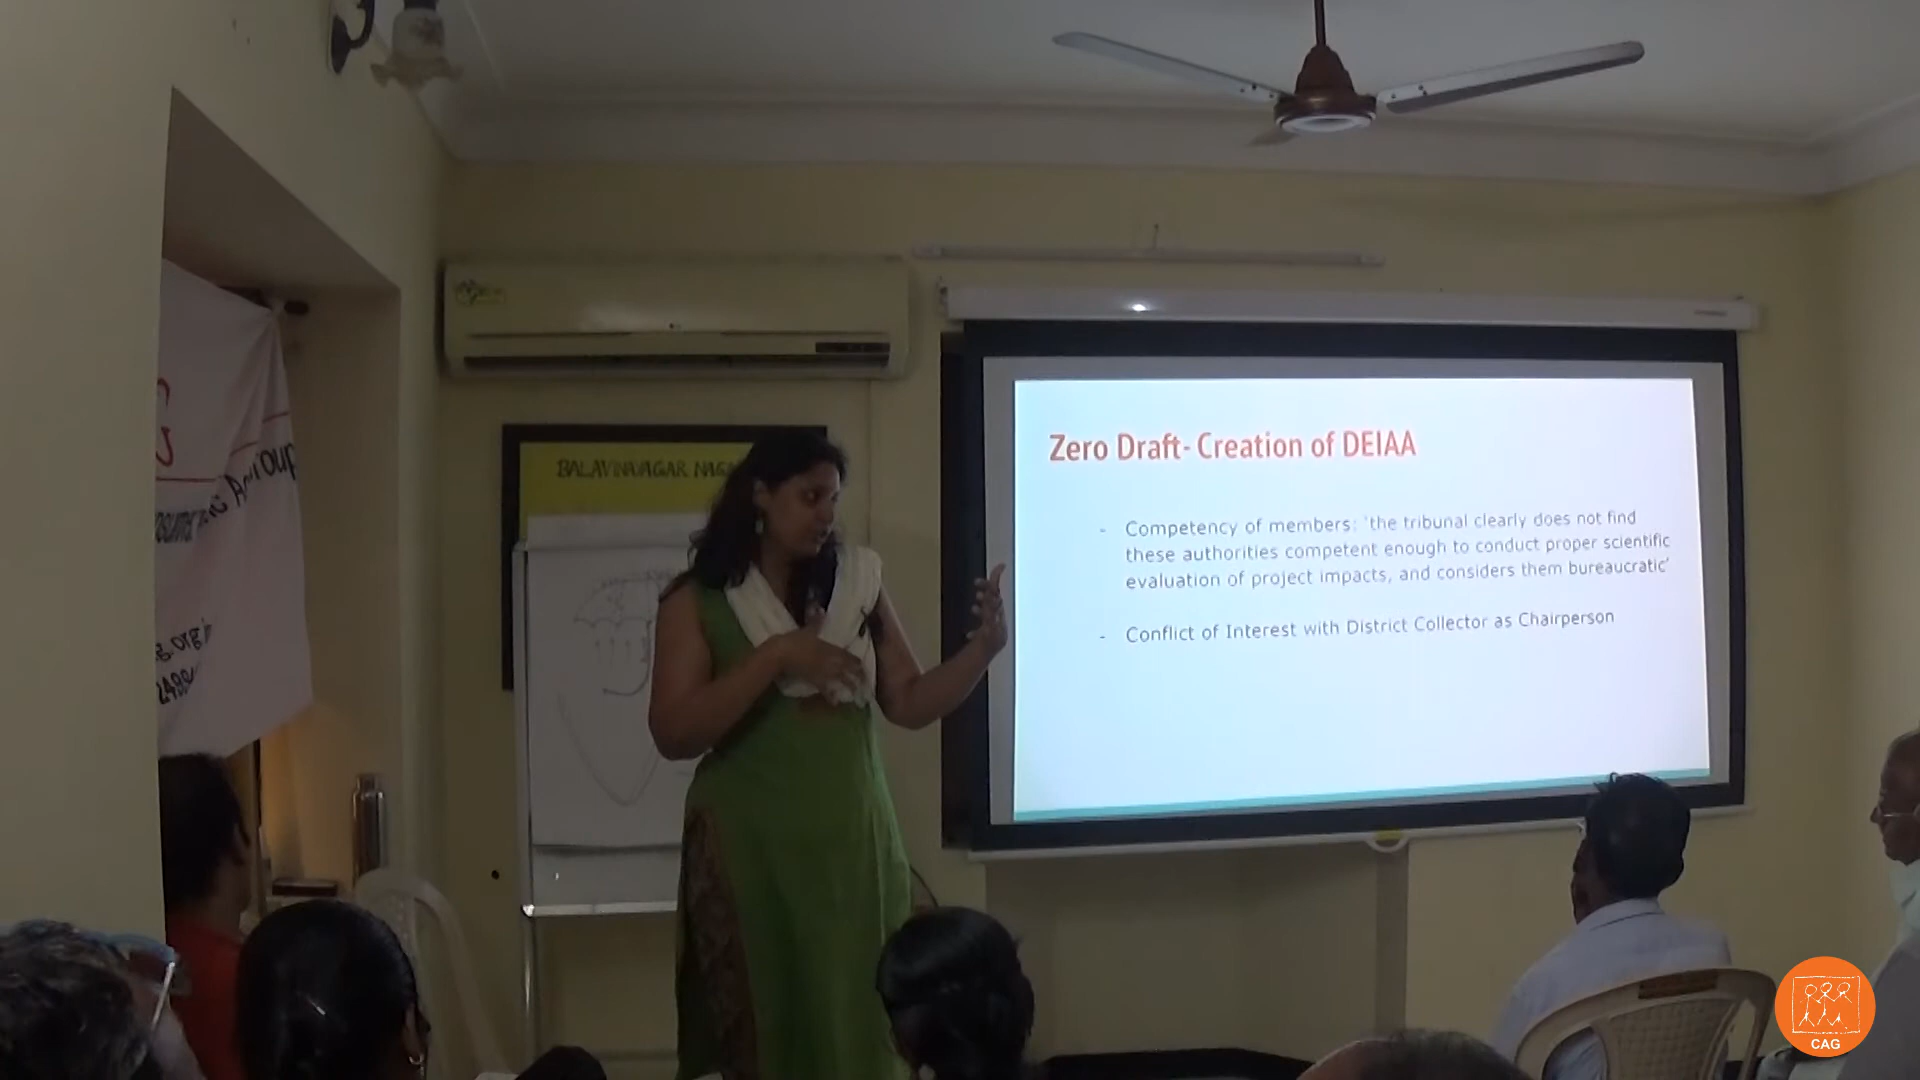 Zero Draft- Creation of DEIAA
- Competency of members: 'the tribunal clearly does not find
these authorities competent enough to conduct proper scientific
evaluation of project impacts, and considers them bureaucratic'
- Conflict of Interest with District Collector as Chairperson
BALAVINAYAGAR
CAG